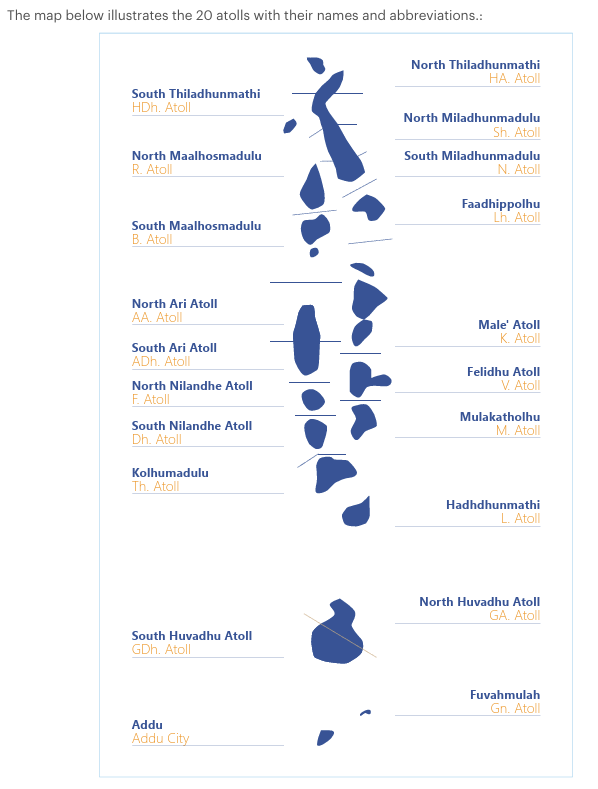 The map below illustrates the 20 atolls with their names and abbreviations.:
North Thiladhunmathi
HA. Atoll
South Thiladhunmathi
HDh. Atoll
North Miladhunmadulu
Sh. Atoll
North Maalhosmadulu
R. Atoll
South Miladhunmadulu
N. Atoll
Faadhippolhu
Lh. Atoll
South Maalhosmadulu
B. Atoll
North Ari Atoll
AA. Atoll
Male' Atoll
K. Atoll
South Ari Atoll
ADh. Atoll
Felidhu Atoll
V. Atoll
North Nilandhe Atoll
F. Atoll
Mulakatholhu
M. Atoll
South Nilandhe Atoll
Dh. Atoll
Kolhumadulu
Th. Atoll
Hadhdhunmathi
L. Atoll
North Huvadhu Atoll
GA. Atoll
South Huvadhu Atoll
GDh. Atoll
Fuvahmulah
Gn. Atoll
Addu
Addu City